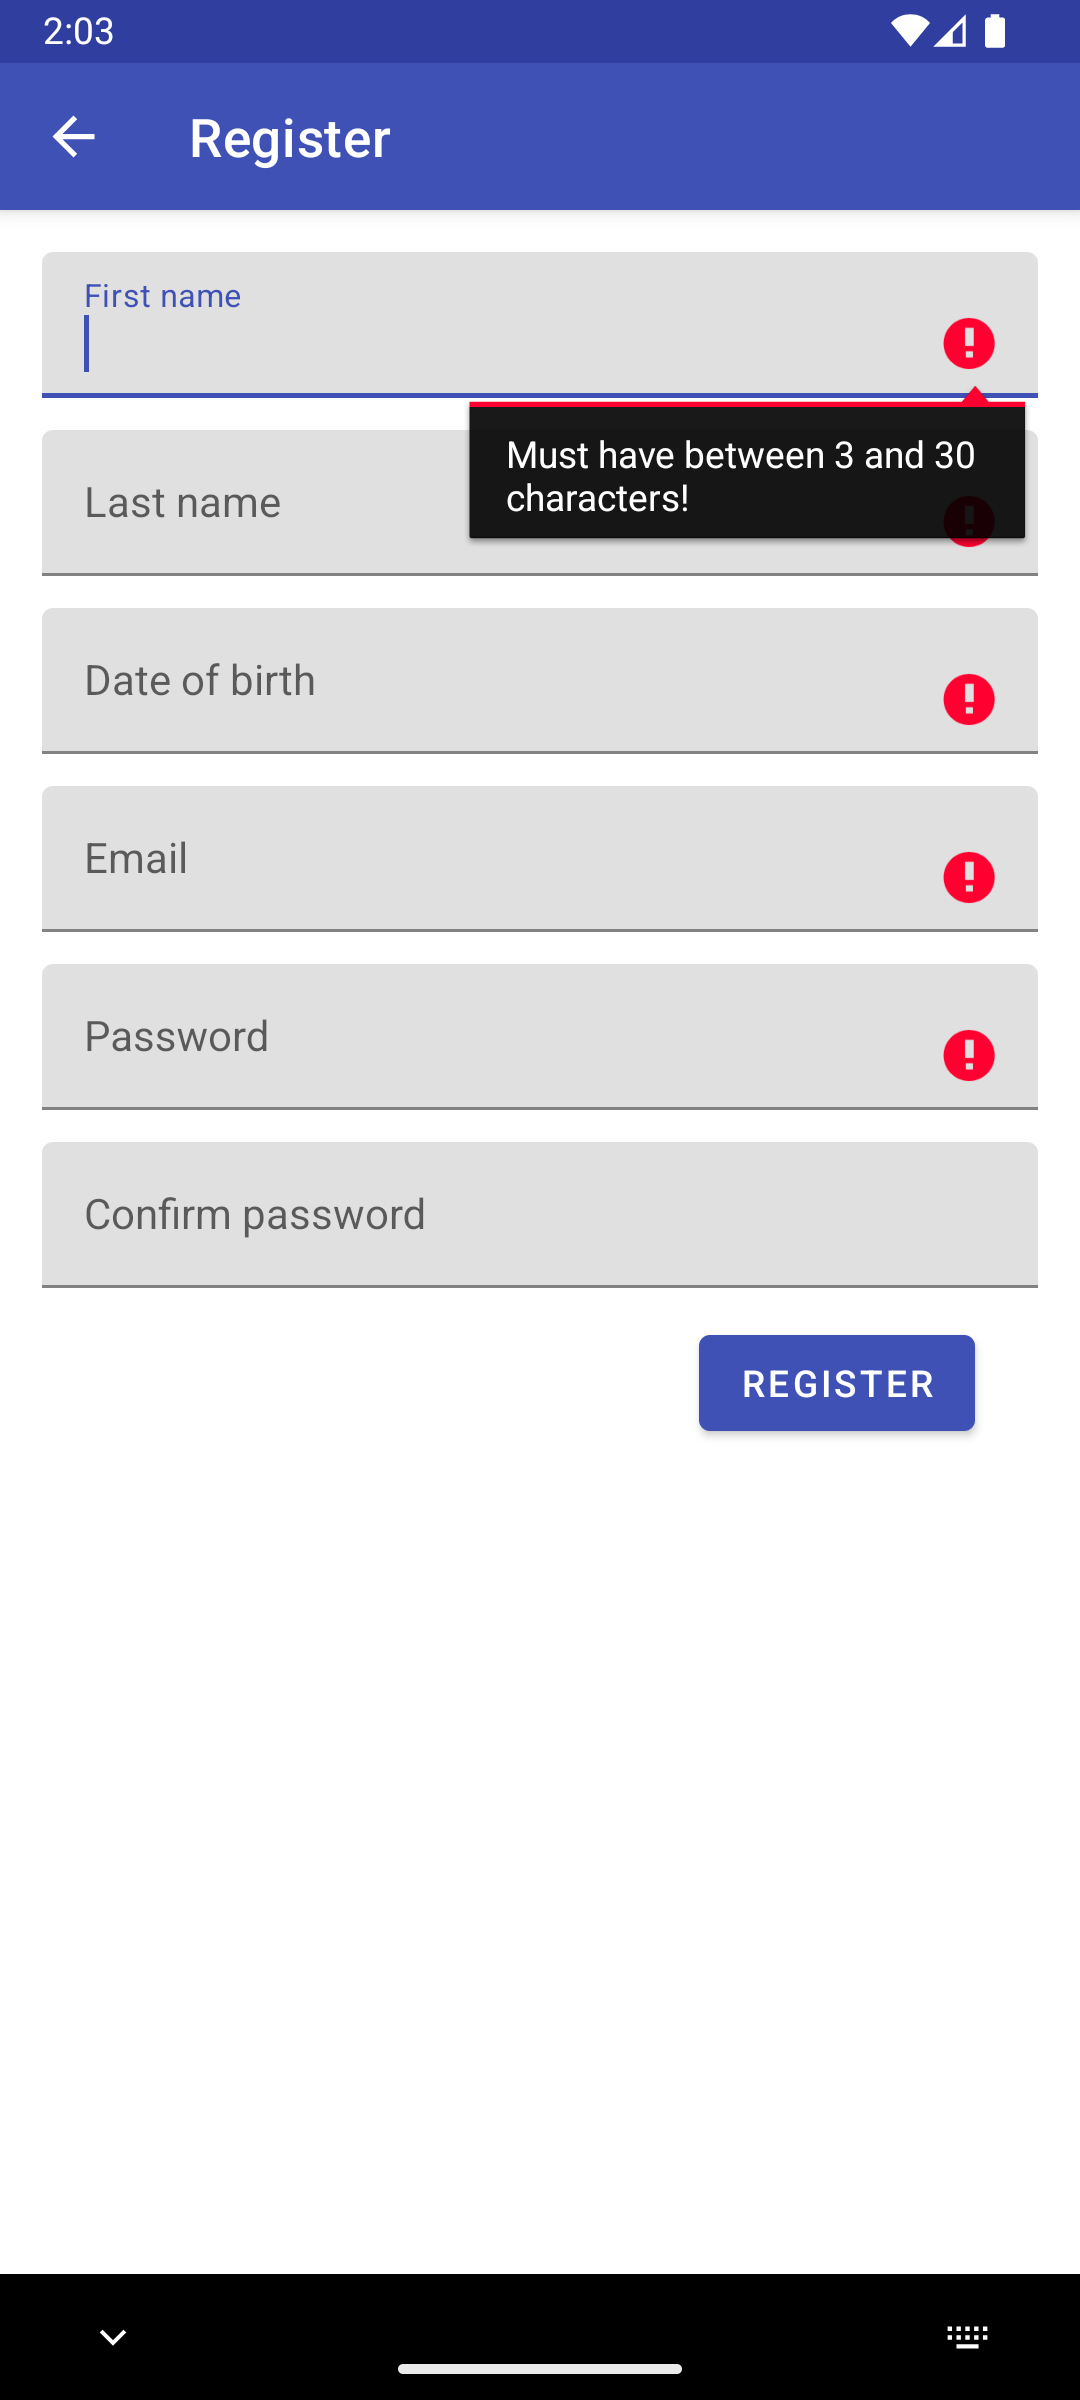 2:03
Register
First name
Must have between 3 and 30
characters!
Last name
Date of birth
Email
Password
Confirm password
REGISTER